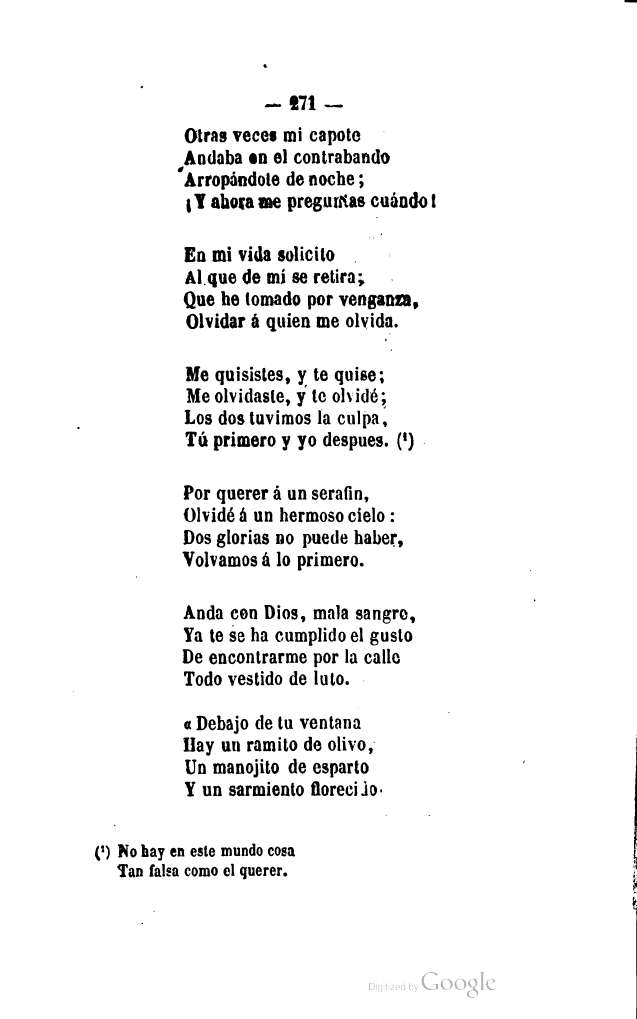 — 271 —
Otras veces mi capote
Andaba en el contrabando
Arropándote de noche;
¡Y ahora me preguntas cuándo!
En mi vida solicito
Al que de mí se retira;
Que he tomado por venganza,
Olvidar á quien me olvida.
Me quisistes, y te quise;
Me olvidaste, y te olvidé;
Los dos tuvimos la culpa,
Tú primero y yo despues. (¹)
Por querer á un serafin,
Olvidé á un hermoso cielo :
Dos glorias no puede haber,
Volvamos á lo primero.
Anda con Dios, mala sangre,
Ya te se ha cumplido el gusto
De encontrarme por la calle
Todo vestido de luto.
« Debajo de tu ventana
Hay un ramito de olivo,
Un manojito de esparto
Y un sarmiento florecido.
(¹) No hay en este mundo cosa
Tan falsa como el querer.
Digitized by Google